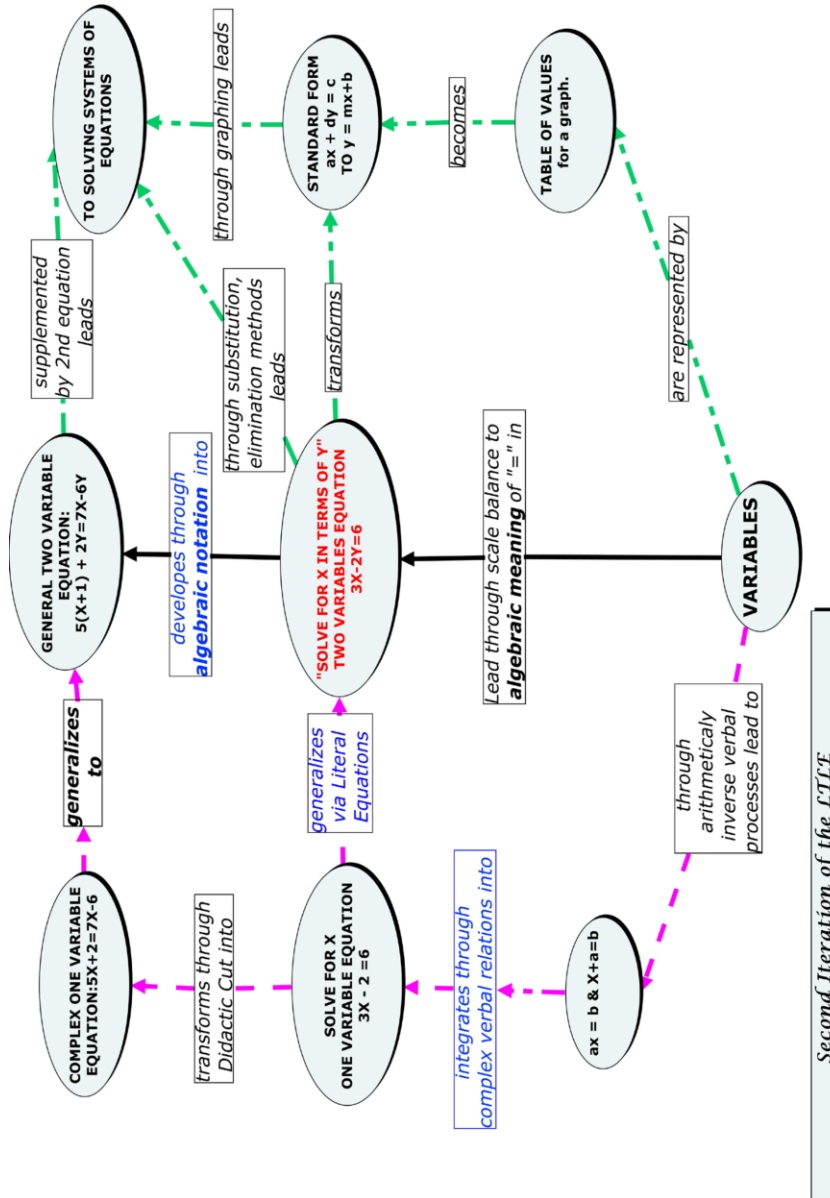 COMPLEX ONE VARIABLE
EQUATION:5X+2=7X-6
generalizes
to
GENERAL TWO VARIABLE
EQUATION:
5(X+1) + 2Y=7X-6Y
supplemented
by 2nd equation
leads
TO SOLVING SYSTEMS OF
EQUATIONS
transforms through
Didactic Cut into
developes through
algebraic notation into
through substitution,
elimination methods
leads
through graphing leads
SOLVE FOR X
ONE VARIABLE EQUATION
3X - 2 =6
generalizes
via Literal
Equations
"SOLVE FOR X IN TERMS OF Y"
TWO VARIABLES EQUATION
3X-2Y=6
transforms
STANDARD FORM
ax + dy = c
TO y = mx+b
integrates through
complex verbal relations into
Lead through scale balance to
algebraic meaning of "=" in
becomes
ax = b & X+a=b
TABLE OF VALUES
for a graph.
through
arithmeticaly
inverse verbal
processes lead to
VARIABLES
are represented by
Second Iteration of the